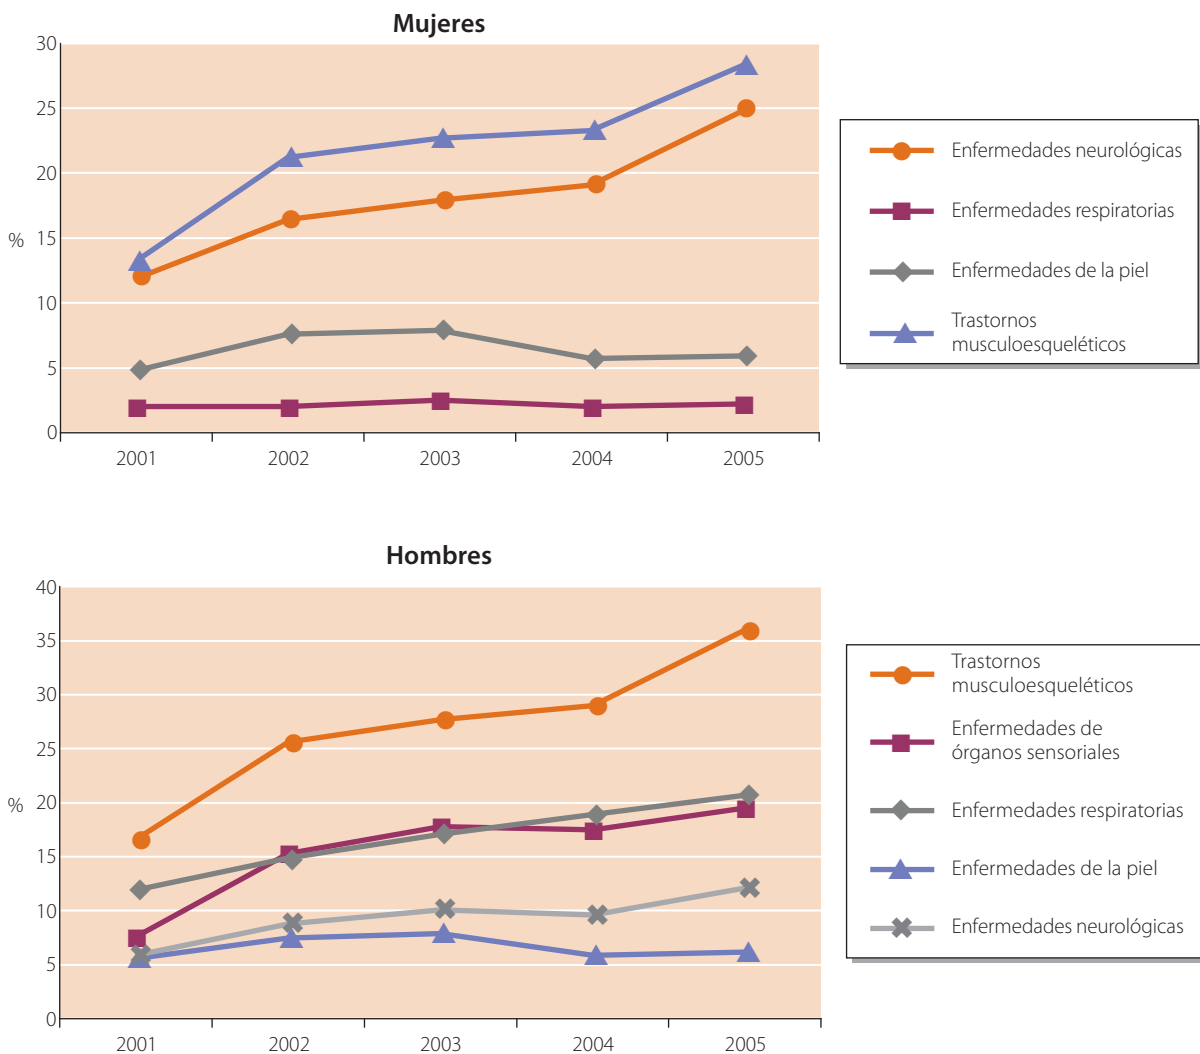 Mujeres
30
25
20
15
10
5
0
%
2001 2002 2003 2004 2005
Enfermedades neurológicas
Enfermedades respiratorias
Enfermedades de la piel
Trastornos
musculoesqueléticos
Hombres
40
35
30
25
20
15
10
5
0
%
2001 2002 2003 2004 2005
Trastornos
musculoesqueléticos
Enfermedades de
órganos sensoriales
Enfermedades respiratorias
Enfermedades de la piel
Enfermedades neurológicas